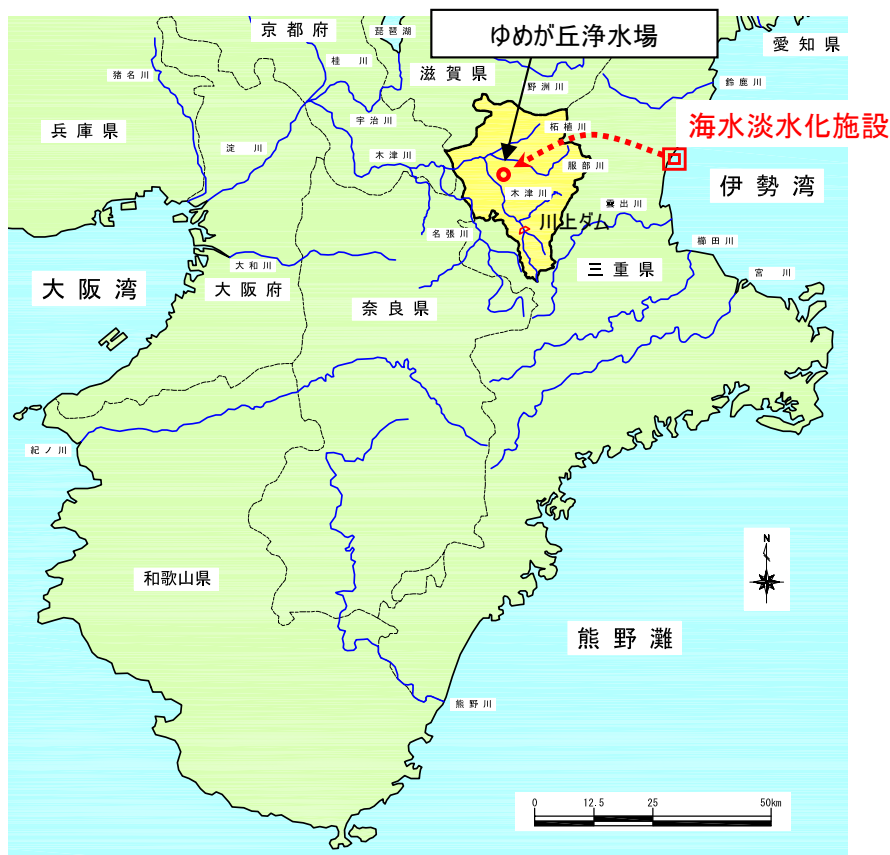 京都府
琵琶湖
ゆめが丘浄水場
愛知県
桂川
猪名川
滋賀県
野洲川
鈴鹿川
兵庫県
宇治川
柘植川
海水淡水化施設
淀川
木津川
服部川
伊勢湾
木津川
雲出川
川上ダム
名張川
櫛田川
大和川
三重県
宮川
大阪湾
大阪府
奈良県
紀ノ川
N
和歌山県
熊野灘
熊野川
0 12.5 25 50km